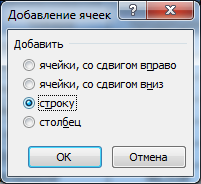 Добавление ячеек
Добавить
ячейки, со сдвигом вправо
ячейки, со сдвигом вниз
строку
столбец
ОК
Отмена